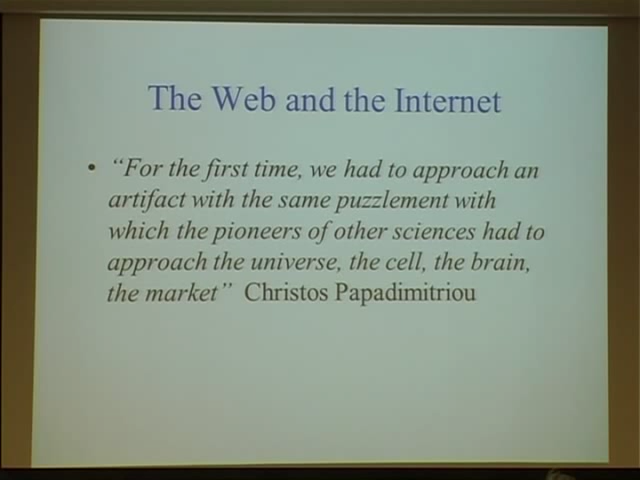 The Web and the Internet
• “For the first time, we had to approach an
artifact with the same puzzlement with
which the pioneers of other sciences had to
approach the universe, the cell, the brain,
the market” Christos Papadimitriou